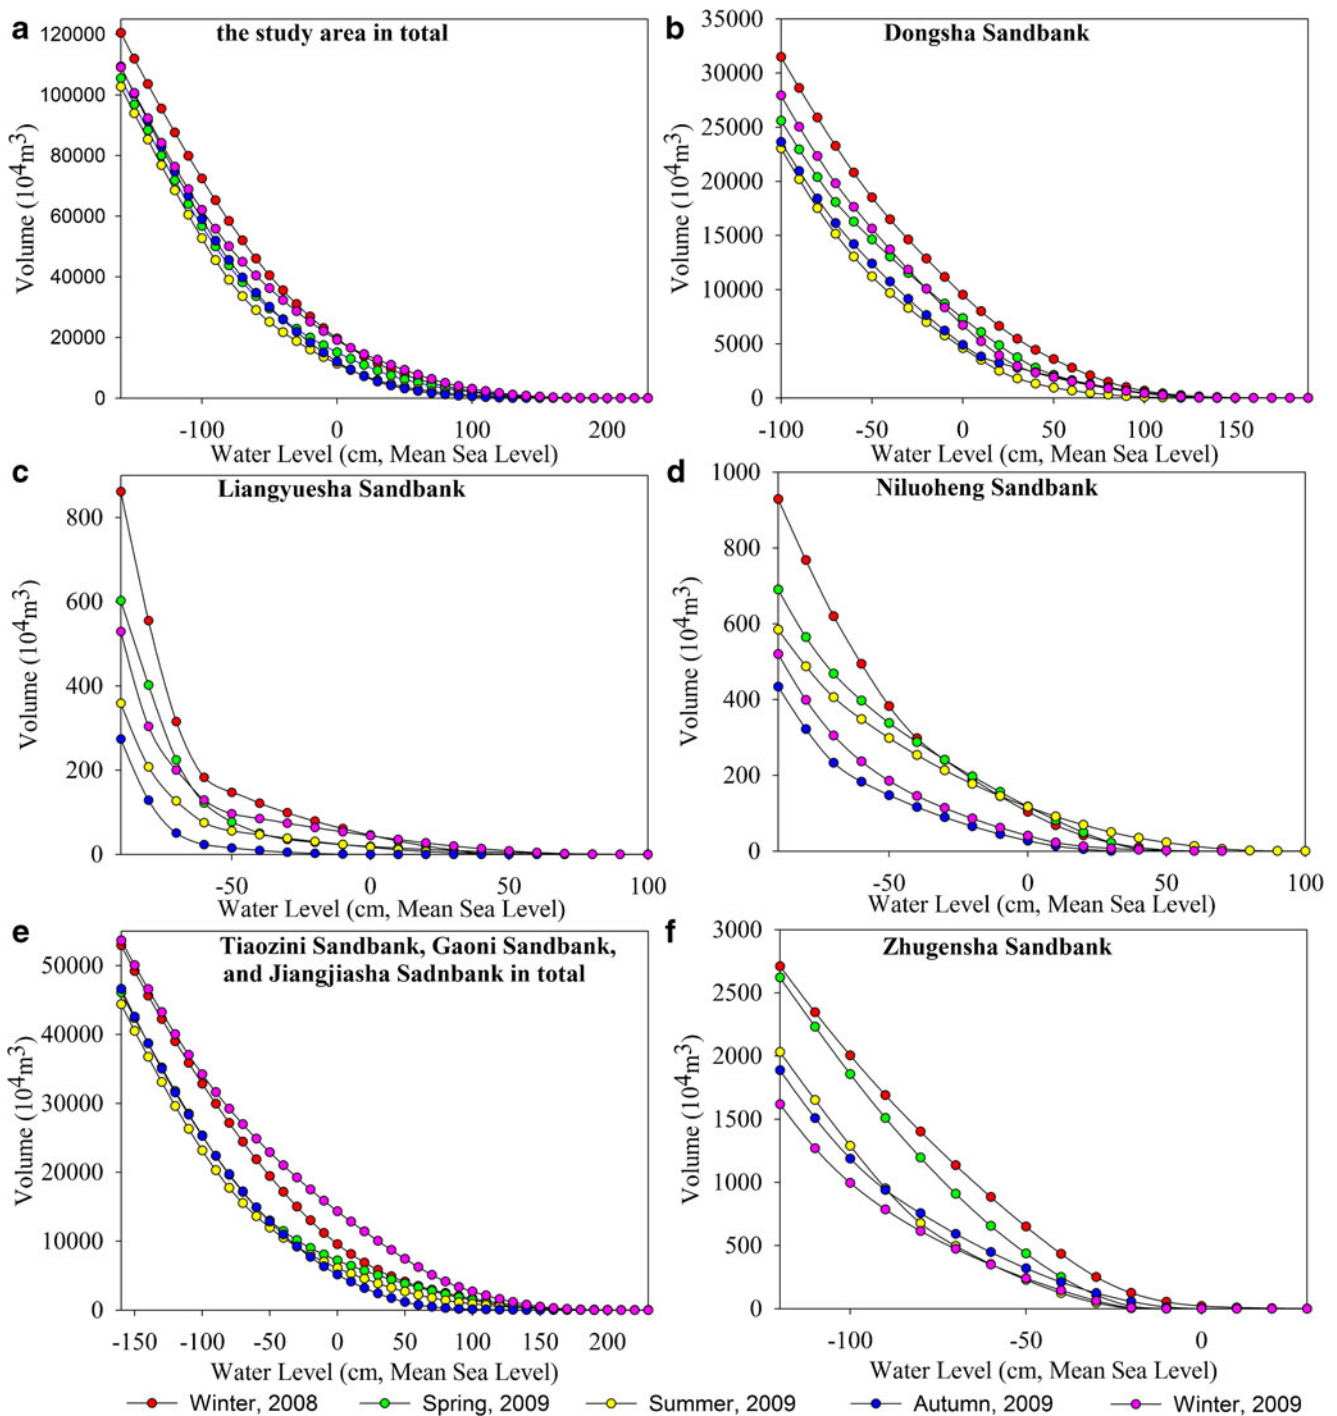 a
the study area in total
120000
100000
80000
60000
40000
20000
0
Volume (10⁴m³)
-100
0
100
200
Water Level (cm, Mean Sea Level)
b
Dongsha Sandbank
35000
30000
25000
20000
15000
10000
5000
0
Volume (10⁴m³)
-100
-50
0
50
100
150
Water Level (cm, Mean Sea Level)
c
Liangyuesha Sandbank
800
600
400
200
0
Volume (10⁴m³)
-50
0
50
100
Water Level (cm, Mean Sea Level)
d
Niluoheng Sandbank
1000
800
600
400
200
0
Volume (10⁴m³)
-50
0
50
100
Water Level (cm, Mean Sea Level)
e
Tiaozini Sandbank, Gaoni Sandbank,
and Jiangjiasha Sadnbank in total
50000
40000
30000
20000
10000
0
Volume (10⁴m³)
-150
-100
-50
0
50
100
150
200
Water Level (cm, Mean Sea Level)
f
Zhugensha Sandbank
3000
2500
2000
1500
1000
500
0
Volume (10⁴m³)
-100
-50
0
Water Level (cm, Mean Sea Level)
Winter, 2008
Spring, 2009
Summer, 2009
Autumn, 2009
Winter, 2009